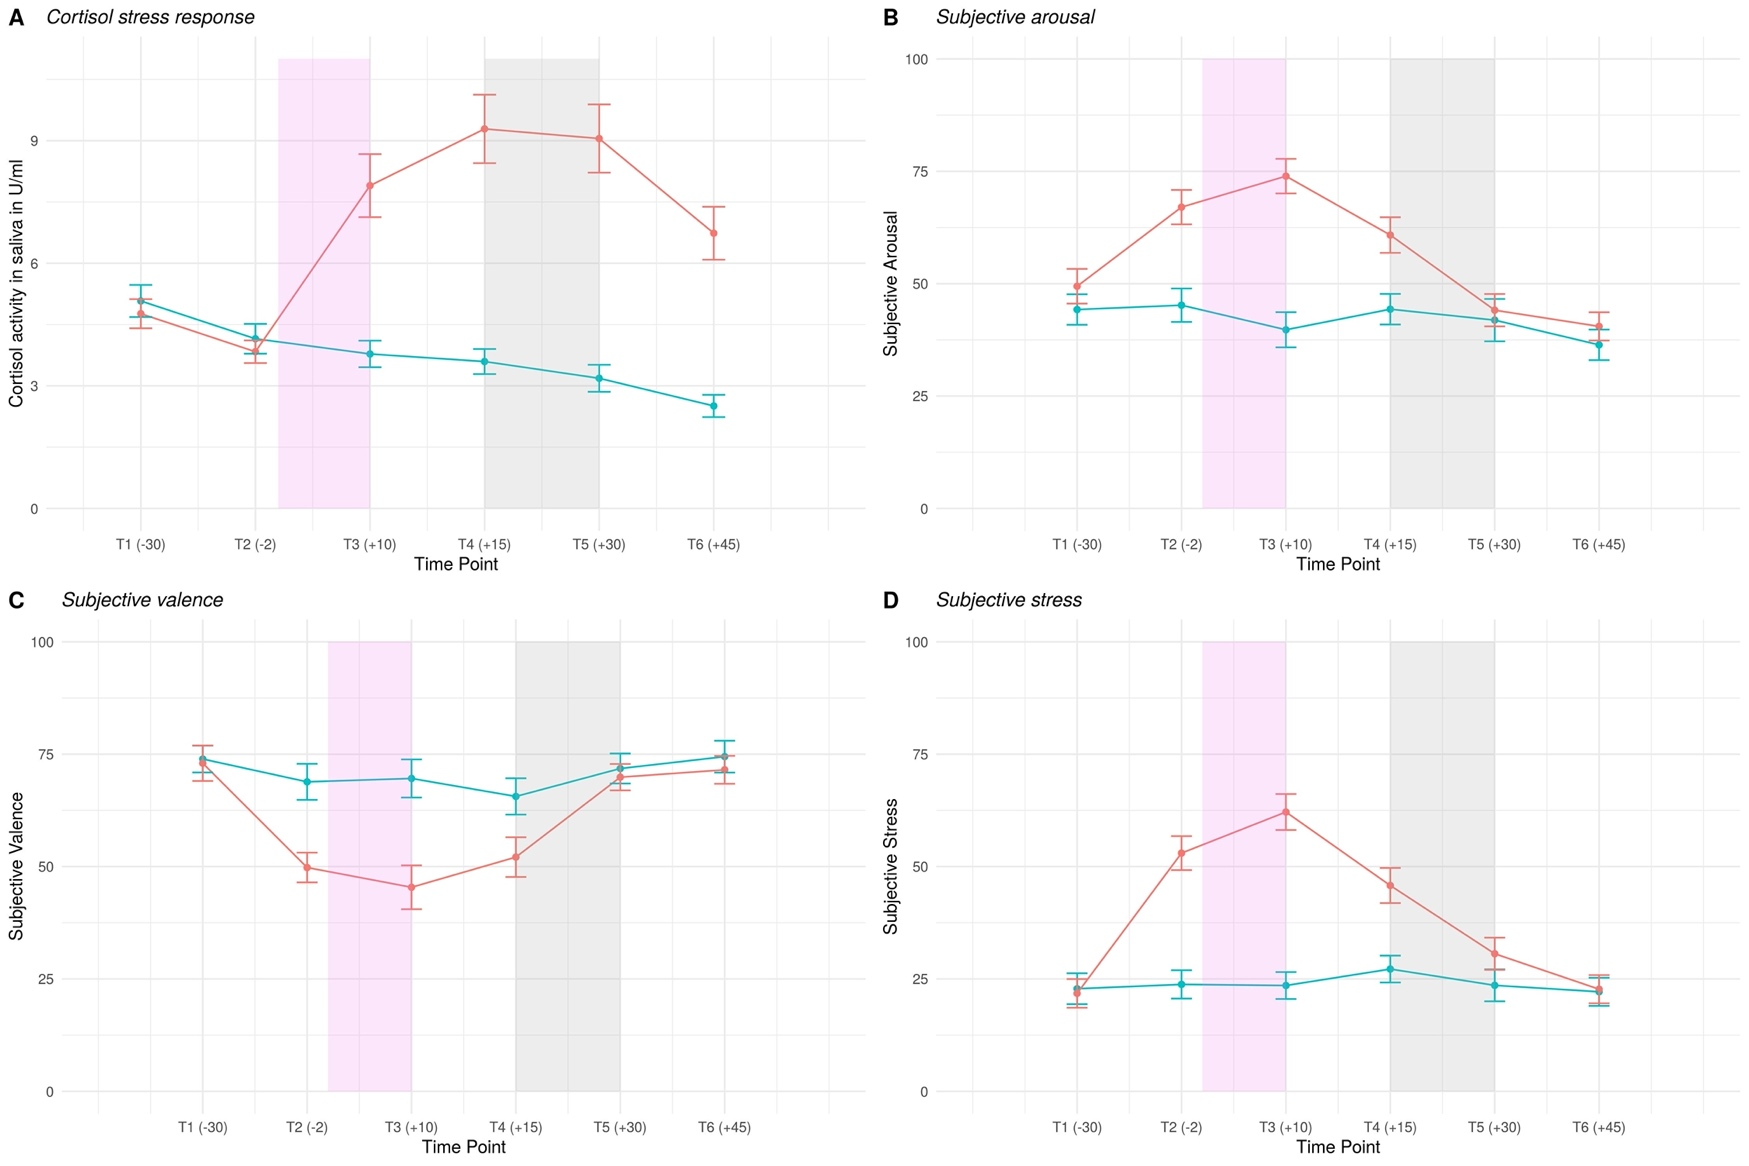 A Cortisol stress response
Cortisol activity in saliva in U/ml
9
6
3
0
T1 (-30) T2 (-2) T3 (+10) T4 (+15) T5 (+30) T6 (+45)
Time Point
B Subjective arousal
Subjective Arousal
100
75
50
25
0
T1 (-30) T2 (-2) T3 (+10) T4 (+15) T5 (+30) T6 (+45)
Time Point
C Subjective valence
Subjective Valence
100
75
50
25
0
T1 (-30) T2 (-2) T3 (+10) T4 (+15) T5 (+30) T6 (+45)
Time Point
D Subjective stress
Subjective Stress
100
75
50
25
0
T1 (-30) T2 (-2) T3 (+10) T4 (+15) T5 (+30) T6 (+45)
Time Point